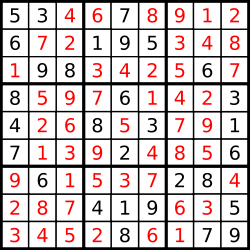 5 3 4 6 7 8 9 1 2
6 7 2 1 9 5 3 4 8
1 9 8 3 4 2 5 6 7
8 5 9 7 6 1 4 2 3
4 2 6 8 5 3 7 9 1
7 1 3 9 2 4 8 5 6
9 6 1 5 3 7 2 8 4
2 8 7 4 1 9 6 3 5
3 4 5 2 8 6 1 7 9